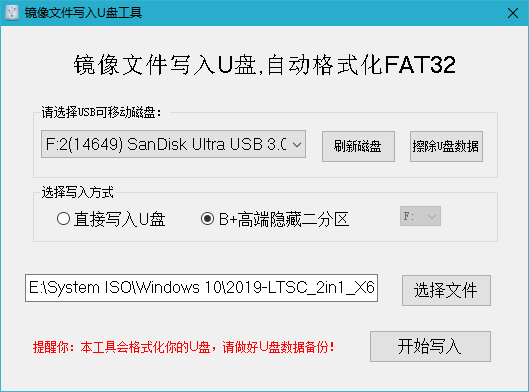 镜像文件写入U盘工具
镜像文件写入U盘,自动格式化FAT32
请选择USB可移动磁盘：
F:2(14649) SanDisk Ultra USB 3.0
刷新磁盘
擦除U盘数据
选择写入方式
直接写入U盘
B+高端隐藏二分区
F:
E:\System ISO\Windows 10\2019-LTSC_2in1_X6
选择文件
提醒你：本工具会格式化你的U盘，请做好U盘数据备份！
开始写入